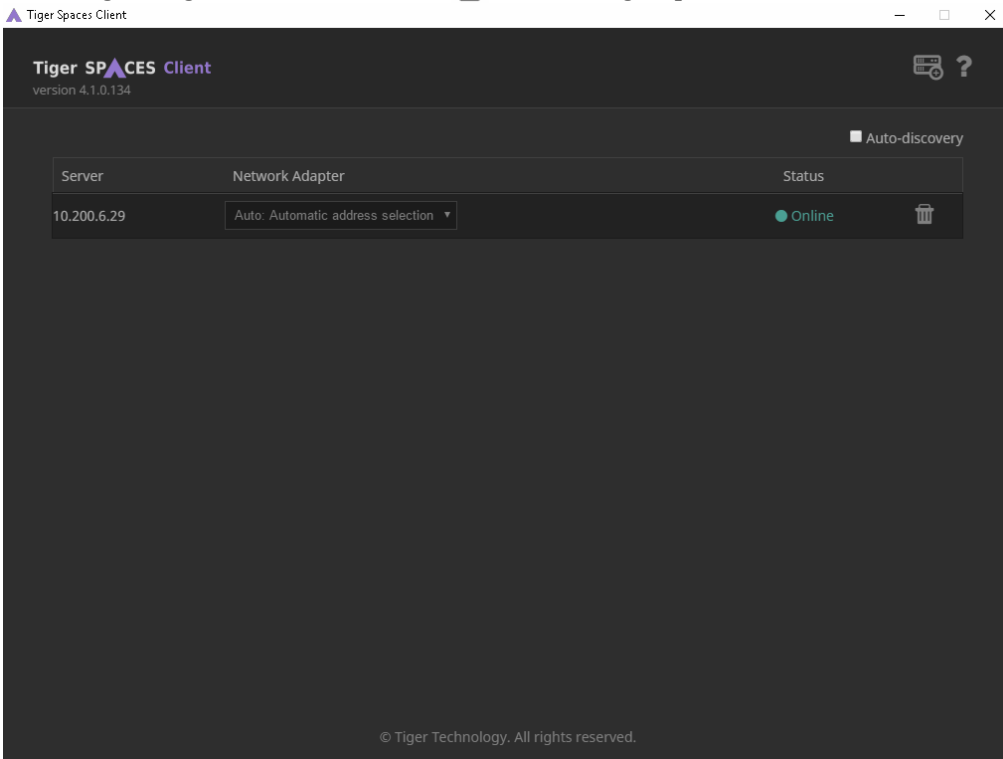 Tiger Spaces Client
Tiger SPACES Client
version 4.1.0.134
?
Auto-discovery
Server Network Adapter Status
10.200.6.29 Auto: Automatic address selection Online
© Tiger Technology. All rights reserved.